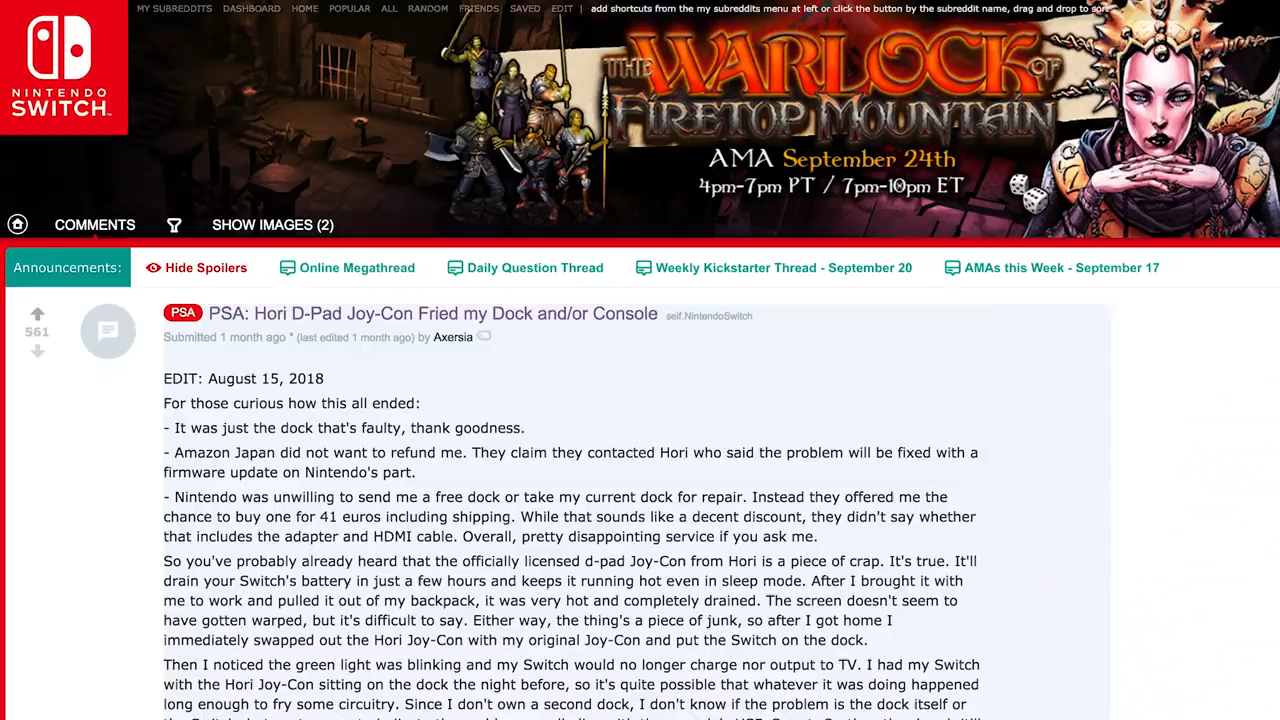 MY SUBREDDITS DASHBOARD HOME POPULAR ALL RANDOM FRIENDS SAVED EDIT | add shortcuts from the my subreddits menu at left or click the button by the subreddit name, drag and drop to sort
NINTENDO
SWITCH
THE WARLOCK OF
FIRETOP MOUNTAIN
AMA September 24th
4pm-7pm PT / 7pm-10pm ET
COMMENTS SHOW IMAGES (2)
Announcements: Hide Spoilers Online Megathread Daily Question Thread Weekly Kickstarter Thread - September 20 AMAs this Week - September 17
561
PSA PSA: Hori D-Pad Joy-Con Fried my Dock and/or Console self.NintendoSwitch
Submitted 1 month ago * (last edited 1 month ago) by Axersia
EDIT: August 15, 2018
For those curious how this all ended:
- It was just the dock that's faulty, thank goodness.
- Amazon Japan did not want to refund me. They claim they contacted Hori who said the problem will be fixed with a
firmware update on Nintendo's part.
- Nintendo was unwilling to send me a free dock or take my current dock for repair. Instead they offered me the
chance to buy one for 41 euros including shipping. While that sounds like a decent discount, they didn't say whether
that includes the adapter and HDMI cable. Overall, pretty disappointing service if you ask me.
So you've probably already heard that the officially licensed d-pad Joy-Con from Hori is a piece of crap. It's true. It'll
drain your Switch's battery in just a few hours and keeps it running hot even in sleep mode. After I brought it with
me to work and pulled it out of my backpack, it was very hot and completely drained. The screen doesn't seem to
have gotten warped, but it's difficult to say. Either way, the thing's a piece of junk, so after I got home I
immediately swapped out the Hori Joy-Con with my original Joy-Con and put the Switch on the dock.
Then I noticed the green light was blinking and my Switch would no longer charge nor output to TV. I had my Switch
with the Hori Joy-Con sitting on the dock the night before, so it's quite possible that whatever it was doing happened
long enough to fry some circuitry. Since I don't own a second dock, I don't know if the problem is the dock itself or